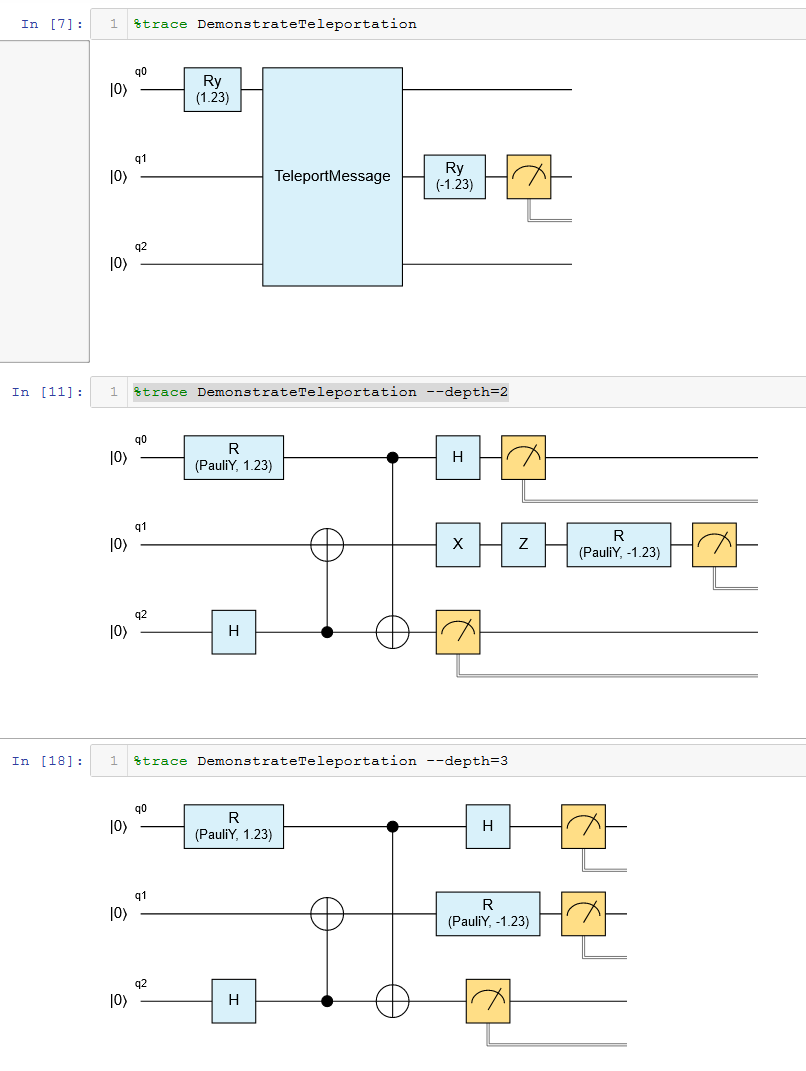 In [7]: 1 %trace DemonstrateTeleportation
q0
|0⟩ Ry
(1.23)
q1
|0⟩ TeleportMessage Ry
(-1.23)
q2
|0⟩
In [11]: 1 %trace DemonstrateTeleportation --depth=2
q0
|0⟩ R
(PauliY, 1.23) H
q1
|0⟩ X Z R
(PauliY, -1.23)
q2
|0⟩ H
In [18]: 1 %trace DemonstrateTeleportation --depth=3
q0
|0⟩ R
(PauliY, 1.23) H
q1
|0⟩ R
(PauliY, -1.23)
q2
|0⟩ H